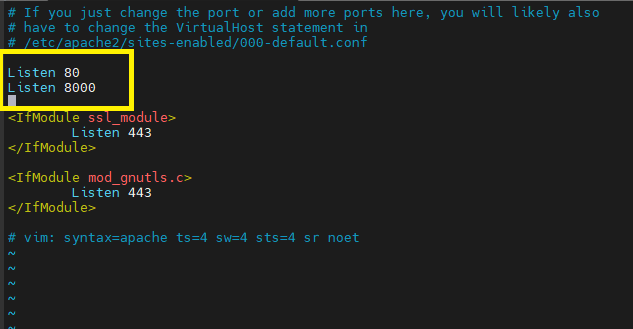 # If you just change the port or add more ports here, you will likely also
# have to change the VirtualHost statement in
# /etc/apache2/sites-enabled/000-default.conf
Listen 80
Listen 8000
<IfModule ssl_module>
Listen 443
</IfModule>
<IfModule mod_gnutls.c>
Listen 443
</IfModule>
# vim: syntax=apache ts=4 sw=4 sts=4 sr noet
~
~
~
~
~
~